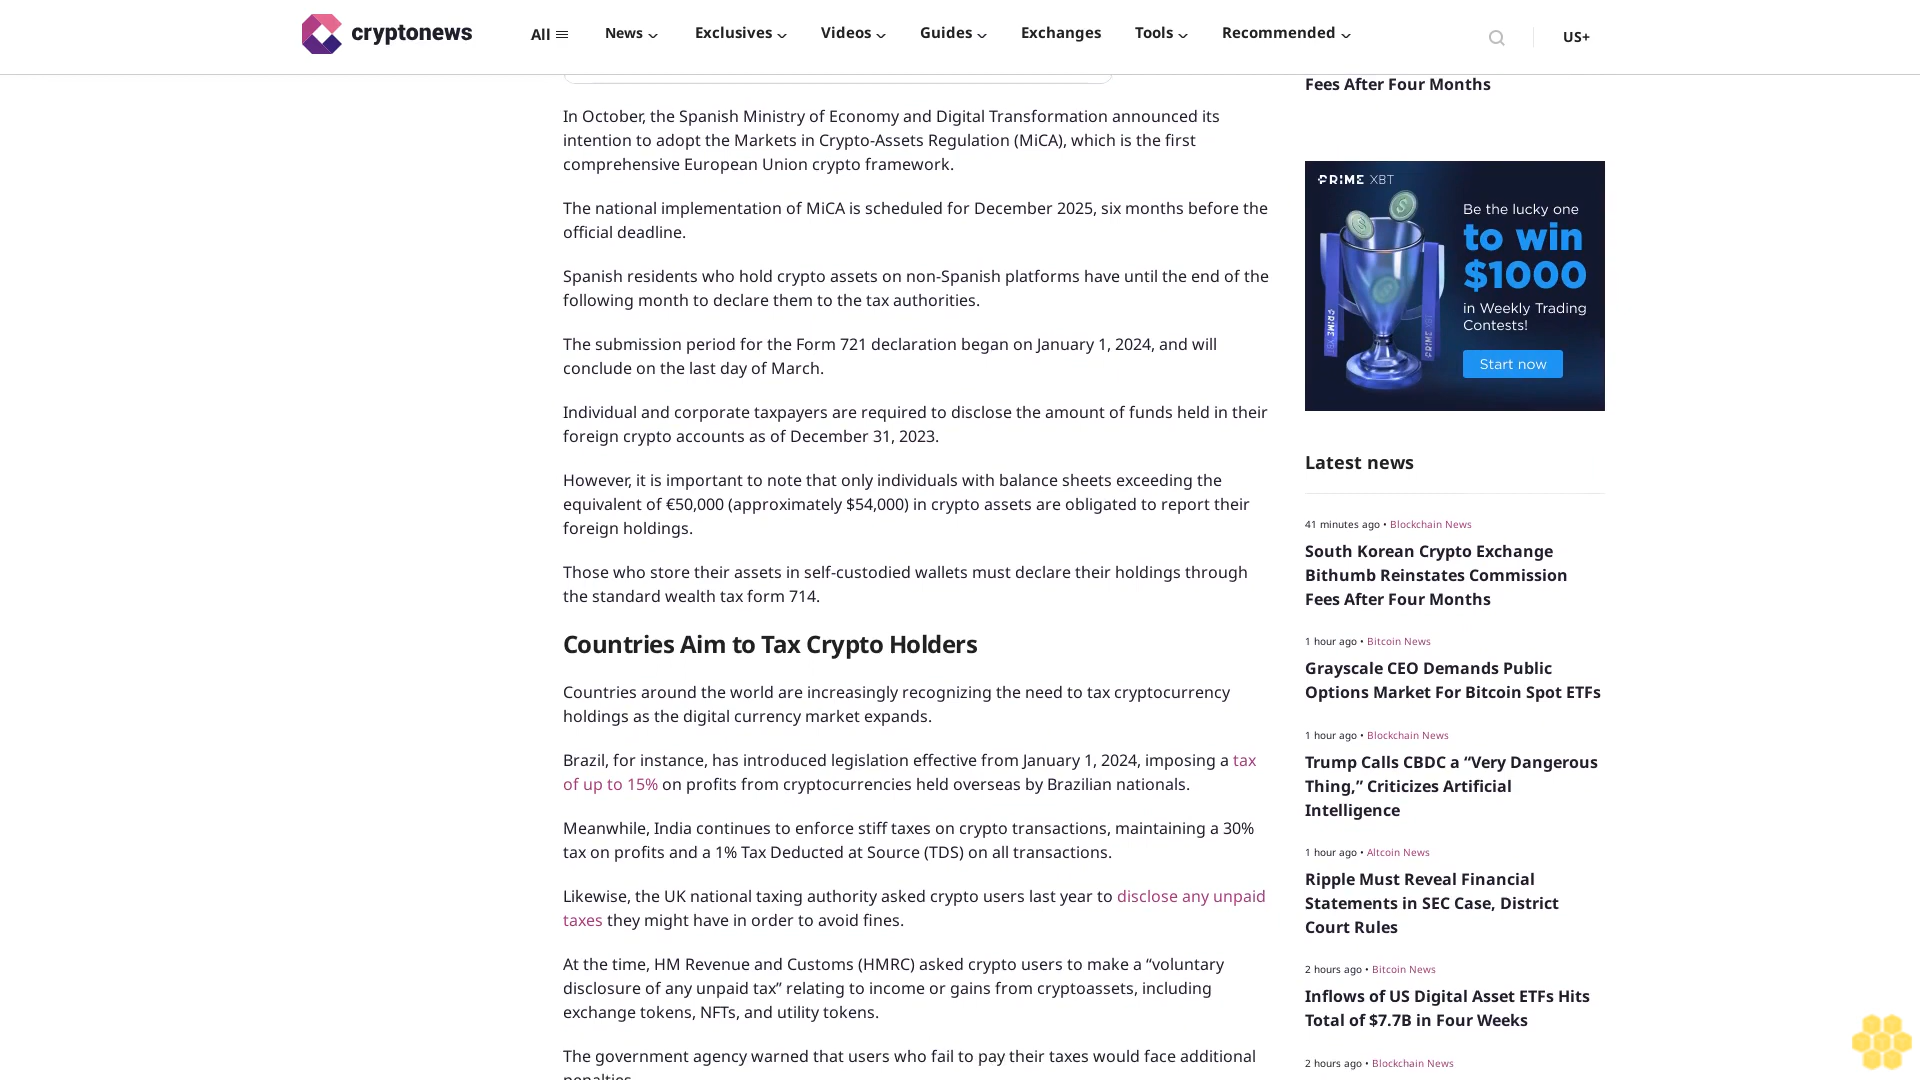 cryptonews
All
News
Exclusives
Videos
Guides
Exchanges
Tools
Recommended
US+
In October, the Spanish Ministry of Economy and Digital Transformation announced its
intention to adopt the Markets in Crypto-Assets Regulation (MiCA), which is the first
comprehensive European Union crypto framework.
The national implementation of MiCA is scheduled for December 2025, six months before the
official deadline.
Spanish residents who hold crypto assets on non-Spanish platforms have until the end of the
following month to declare them to the tax authorities.
The submission period for the Form 721 declaration began on January 1, 2024, and will
conclude on the last day of March.
Individual and corporate taxpayers are required to disclose the amount of funds held in their
foreign crypto accounts as of December 31, 2023.
However, it is important to note that only individuals with balance sheets exceeding the
equivalent of €50,000 (approximately $54,000) in crypto assets are obligated to report their
foreign holdings.
Those who store their assets in self-custodied wallets must declare their holdings through
the standard wealth tax form 714.
Countries Aim to Tax Crypto Holders
Countries around the world are increasingly recognizing the need to tax cryptocurrency
holdings as the digital currency market expands.
Brazil, for instance, has introduced legislation effective from January 1, 2024, imposing a tax
of up to 15% on profits from cryptocurrencies held overseas by Brazilian nationals.
Meanwhile, India continues to enforce stiff taxes on crypto transactions, maintaining a 30%
tax on profits and a 1% Tax Deducted at Source (TDS) on all transactions.
Likewise, the UK national taxing authority asked crypto users last year to disclose any unpaid
taxes they might have in order to avoid fines.
At the time, HM Revenue and Customs (HMRC) asked crypto users to make a “voluntary
disclosure of any unpaid tax” relating to income or gains from cryptoassets, including
exchange tokens, NFTs, and utility tokens.
The government agency warned that users who fail to pay their taxes would face additional
penalties.
Fees After Four Months
PRIME XBT
Be the lucky one
to win
$1000
in Weekly Trading
Contests!
Start now
Latest news
41 minutes ago • Blockchain News
South Korean Crypto Exchange
Bithumb Reinstates Commission
Fees After Four Months
1 hour ago • Bitcoin News
Grayscale CEO Demands Public
Options Market For Bitcoin Spot ETFs
1 hour ago • Blockchain News
Trump Calls CBDC a “Very Dangerous
Thing,” Criticizes Artificial
Intelligence
1 hour ago • Altcoin News
Ripple Must Reveal Financial
Statements in SEC Case, District
Court Rules
2 hours ago • Bitcoin News
Inflows of US Digital Asset ETFs Hits
Total of $7.7B in Four Weeks
2 hours ago • Blockchain News